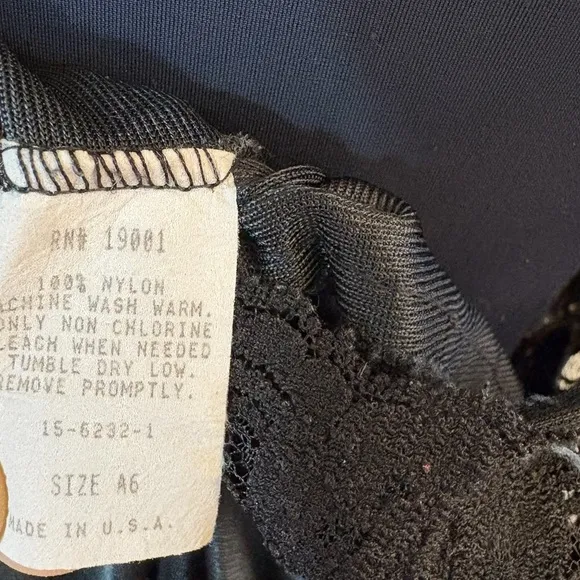 RN# 19001
100% NYLON
ACHINE WASH WARM.
ONLY NON CHLORINE
LEACH WHEN NEEDED
TUMBLE DRY LOW.
REMOVE PROMPTLY.
15-6232-1
SIZE A6
MADE IN U.S.A.